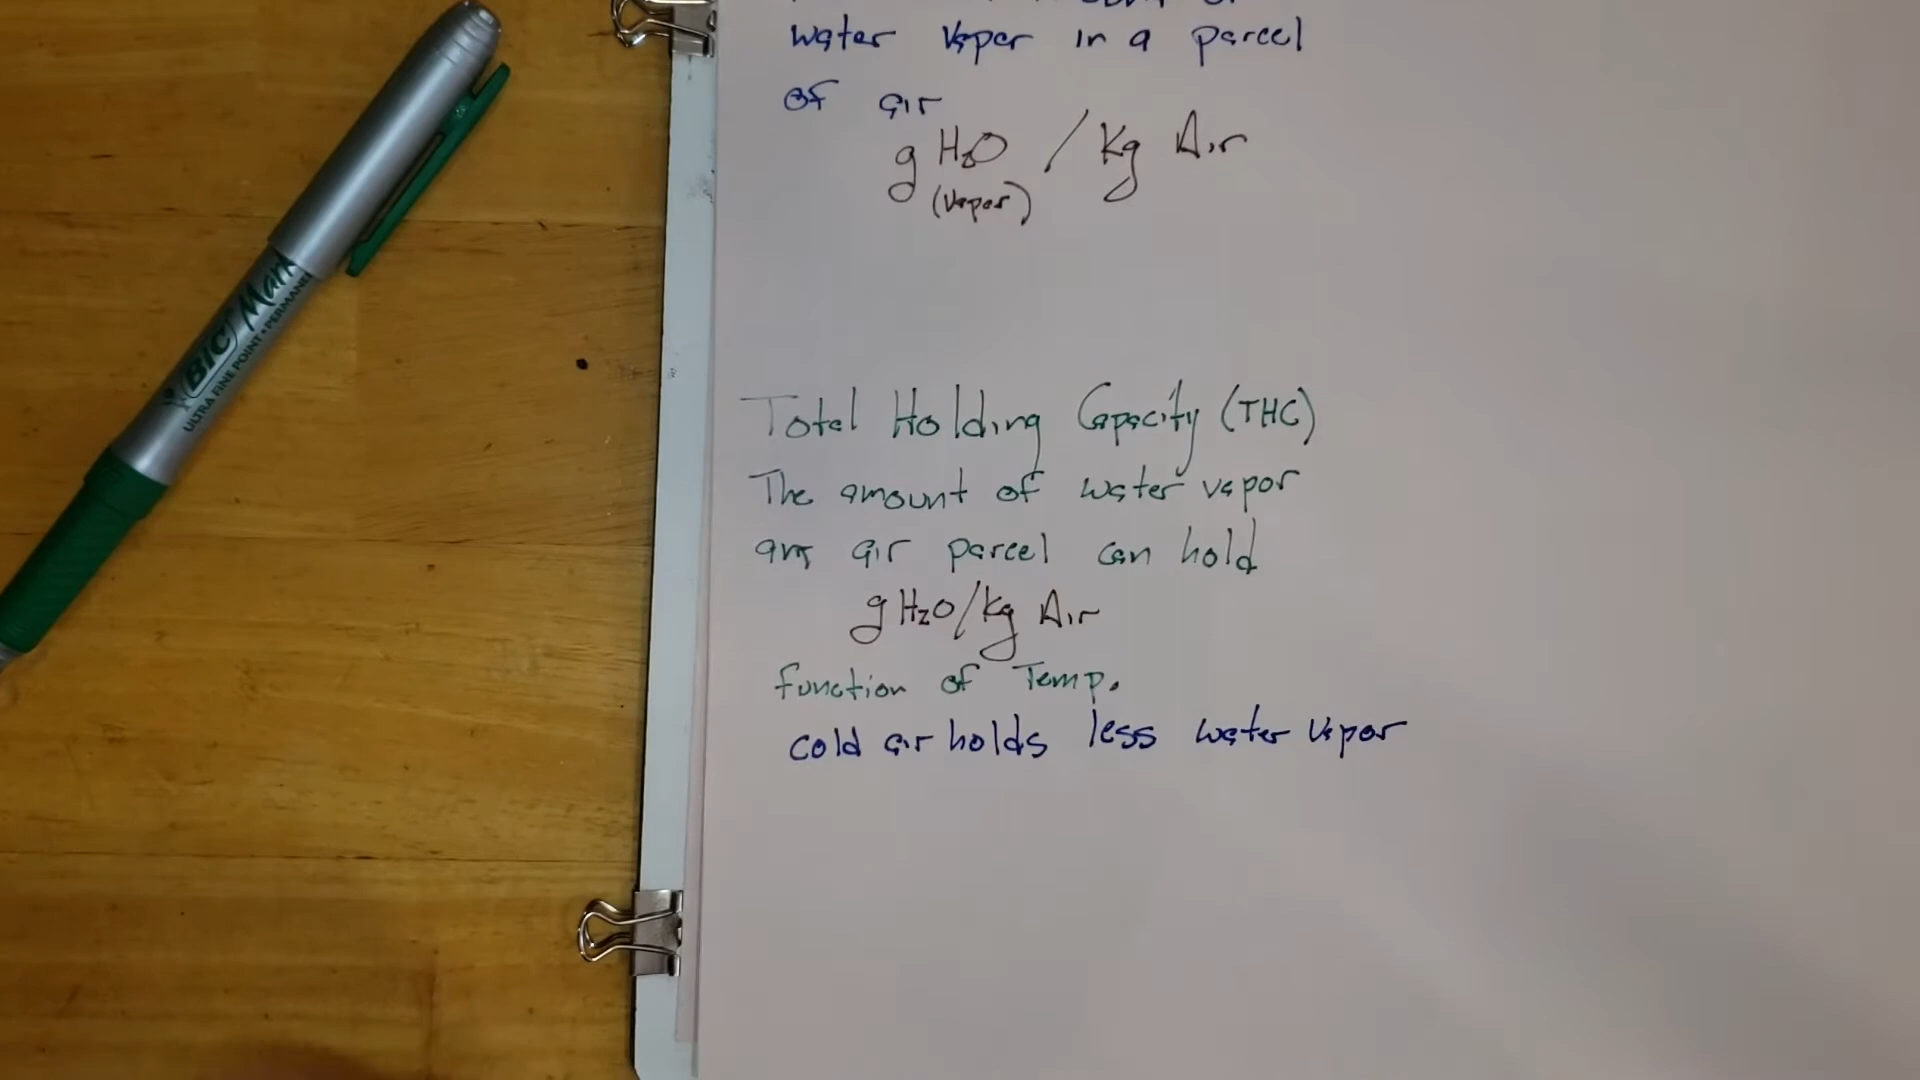 water vapor in a parcel
of air
g H2O / Kg Air
(vapor)
Total Holding Capacity (THC)
The amount of water vapor
any air parcel can hold
g H2O/Kg Air
function of Temp.
cold air holds less water vapor
BIC Mark
ULTRA FINE POINT • PERMANE